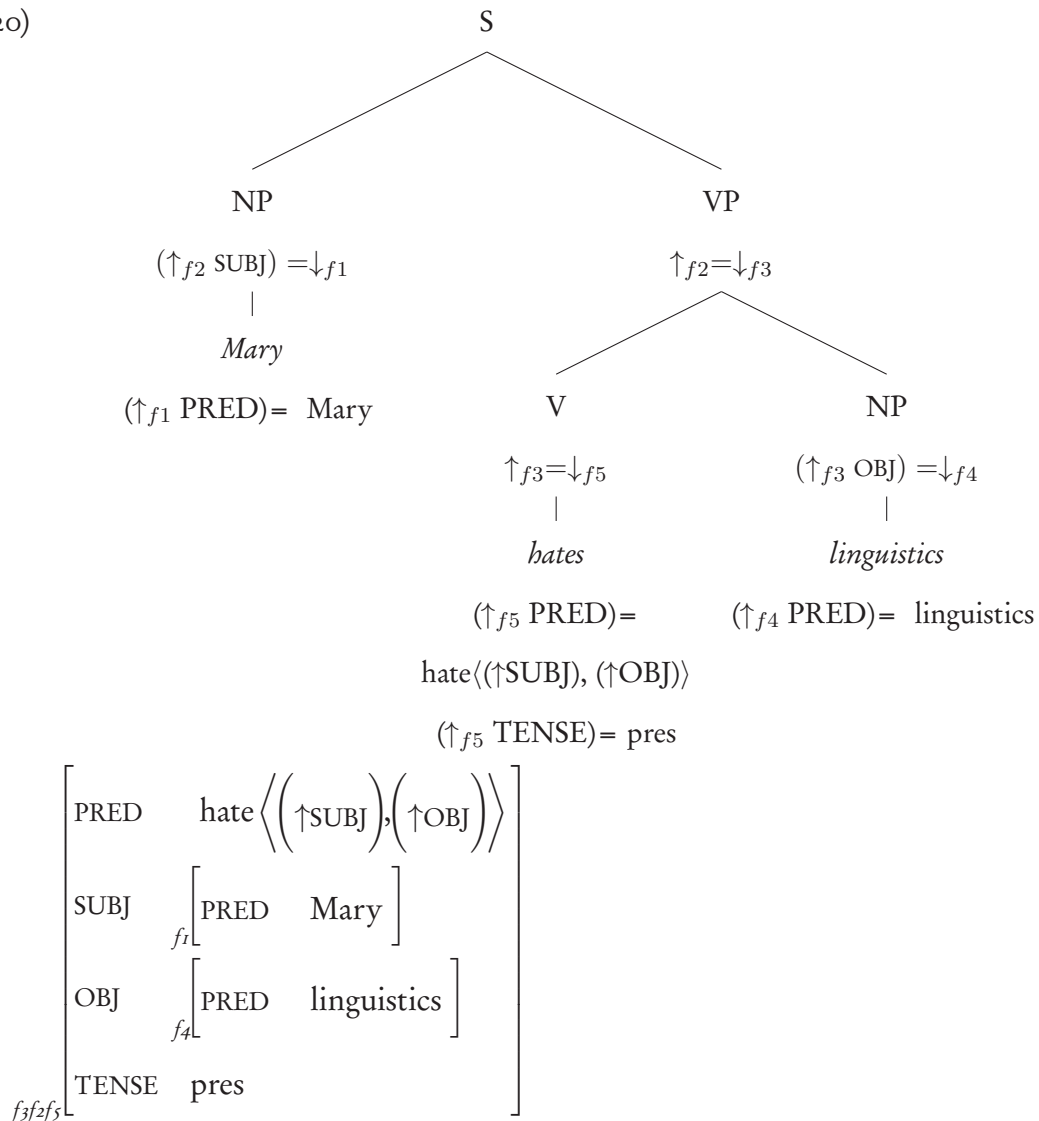 20)
S
NP VP
(↑f2 SUBJ) =↓f1 ↑f2=↓f3
Mary
(↑f1 PRED)= Mary V NP
↑f3=↓f5 (↑f3 OBJ) =↓f4
hates linguistics
(↑f5 PRED)= (↑f4 PRED)= linguistics
hate⟨(↑SUBJ), (↑OBJ)⟩
(↑f5 TENSE)= pres
PRED hate⟨(↑SUBJ),(↑OBJ)⟩
SUBJ f1[PRED Mary]
OBJ f4[PRED linguistics]
TENSE pres
f3f2f5